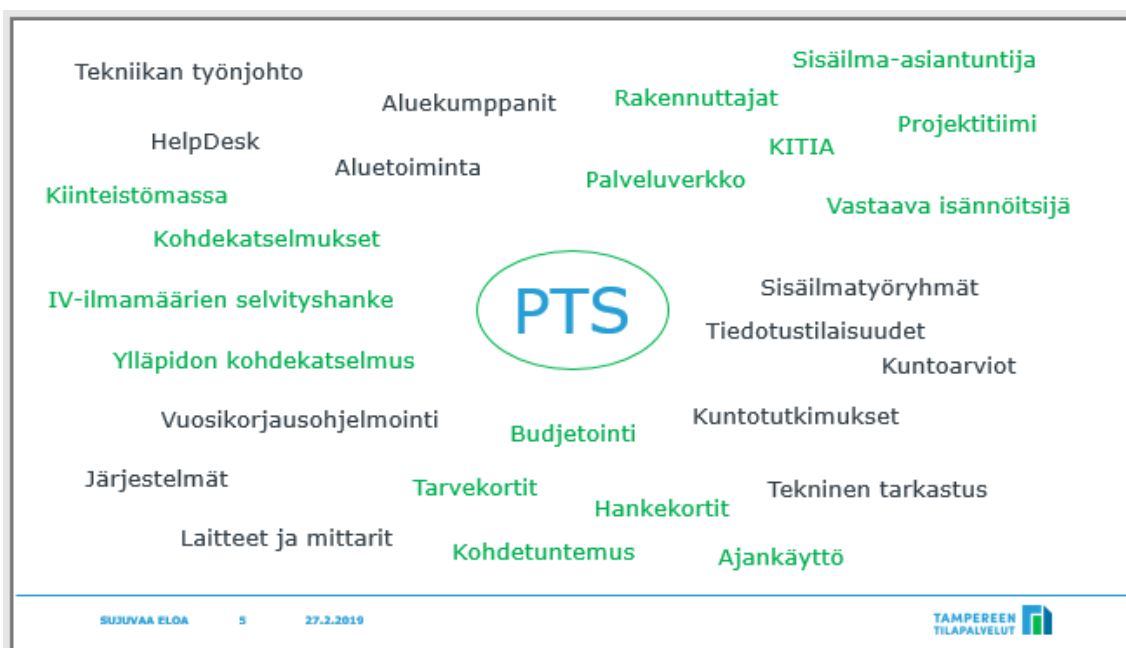 Tekniikan työnjohto
Sisäilma-asiantuntija
Aluekumppanit
Rakennuttajat
Projektitiimi
HelpDesk
KITIA
Aluetoiminta
Palveluverkko
Kiinteistömassa
Vastaava isännöitsijä
Kohdekatselmukset
Sisäilmatyöryhmät
IV-ilmamäärien selvityshanke
PTS
Tiedotustilaisuudet
Ylläpidon kohdekatselmus
Kuntoarviot
Vuosikorjausohjelmointi
Kuntotutkimukset
Budjetointi
Järjestelmät
Tarvekortit
Tekninen tarkastus
Hankekortit
Laitteet ja mittarit
Kohdetuntemus
Ajankäyttö
SUJUVAA ELOA 5 27.2.2019
TAMPEREEN
TILAPALVELUT